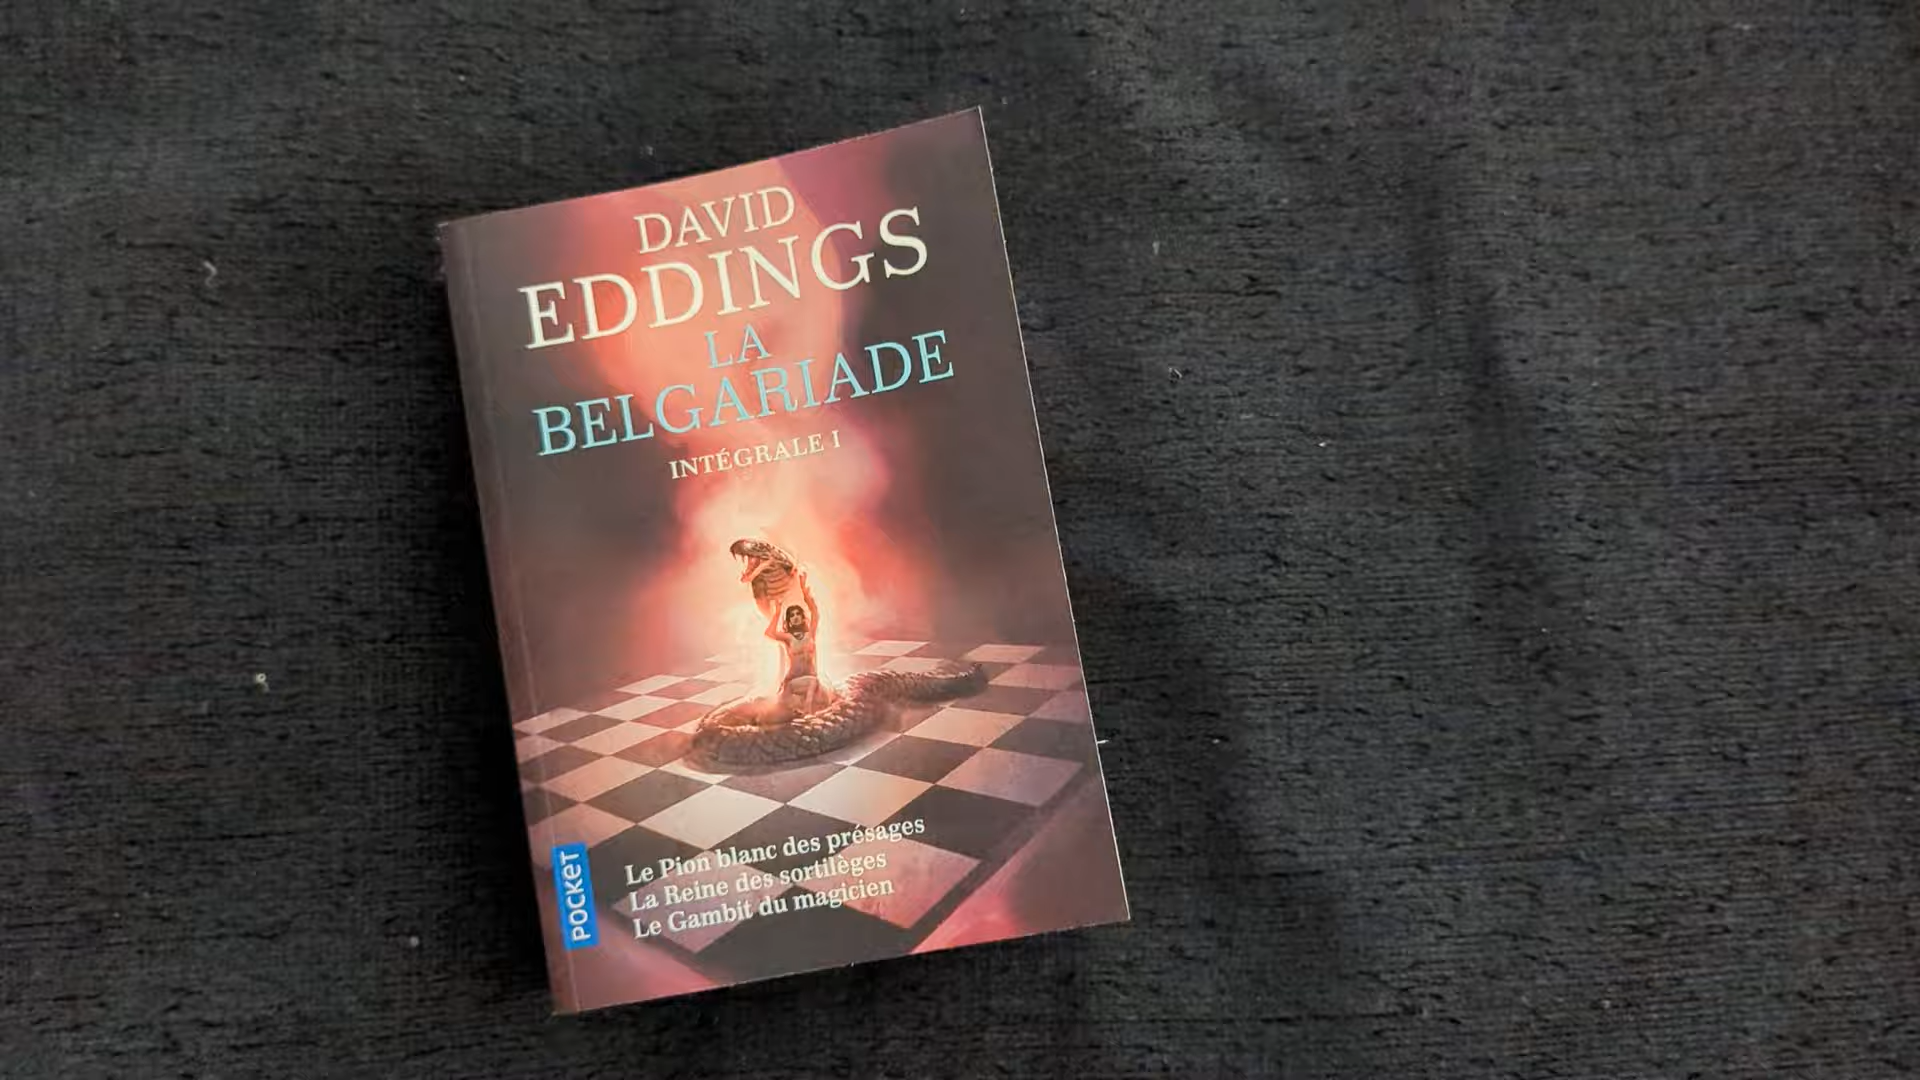 DAVID
EDDINGS
LA
BELGARIADE
INTÉGRALE I
Le Pion blanc des présages
La Reine des sortilèges
Le Gambit du magicien
POCKET